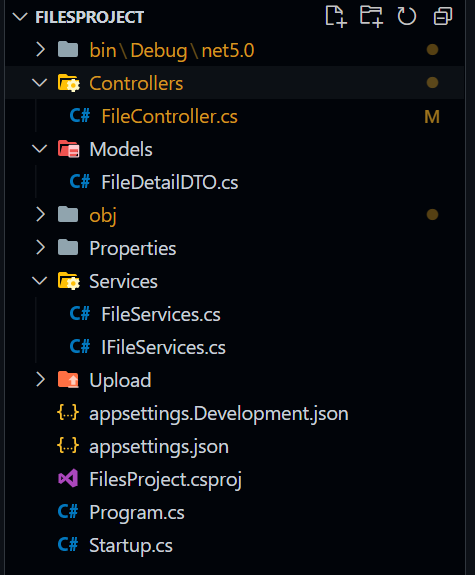 FILESPROJECT
bin\Debug\net5.0
Controllers
C# FileController.cs M
Models
C# FileDetailDTO.cs
obj
Properties
Services
C# FileServices.cs
C# IFileServices.cs
Upload
{..} appsettings.Development.json
{..} appsettings.json
FilesProject.csproj
C# Program.cs
C# Startup.cs